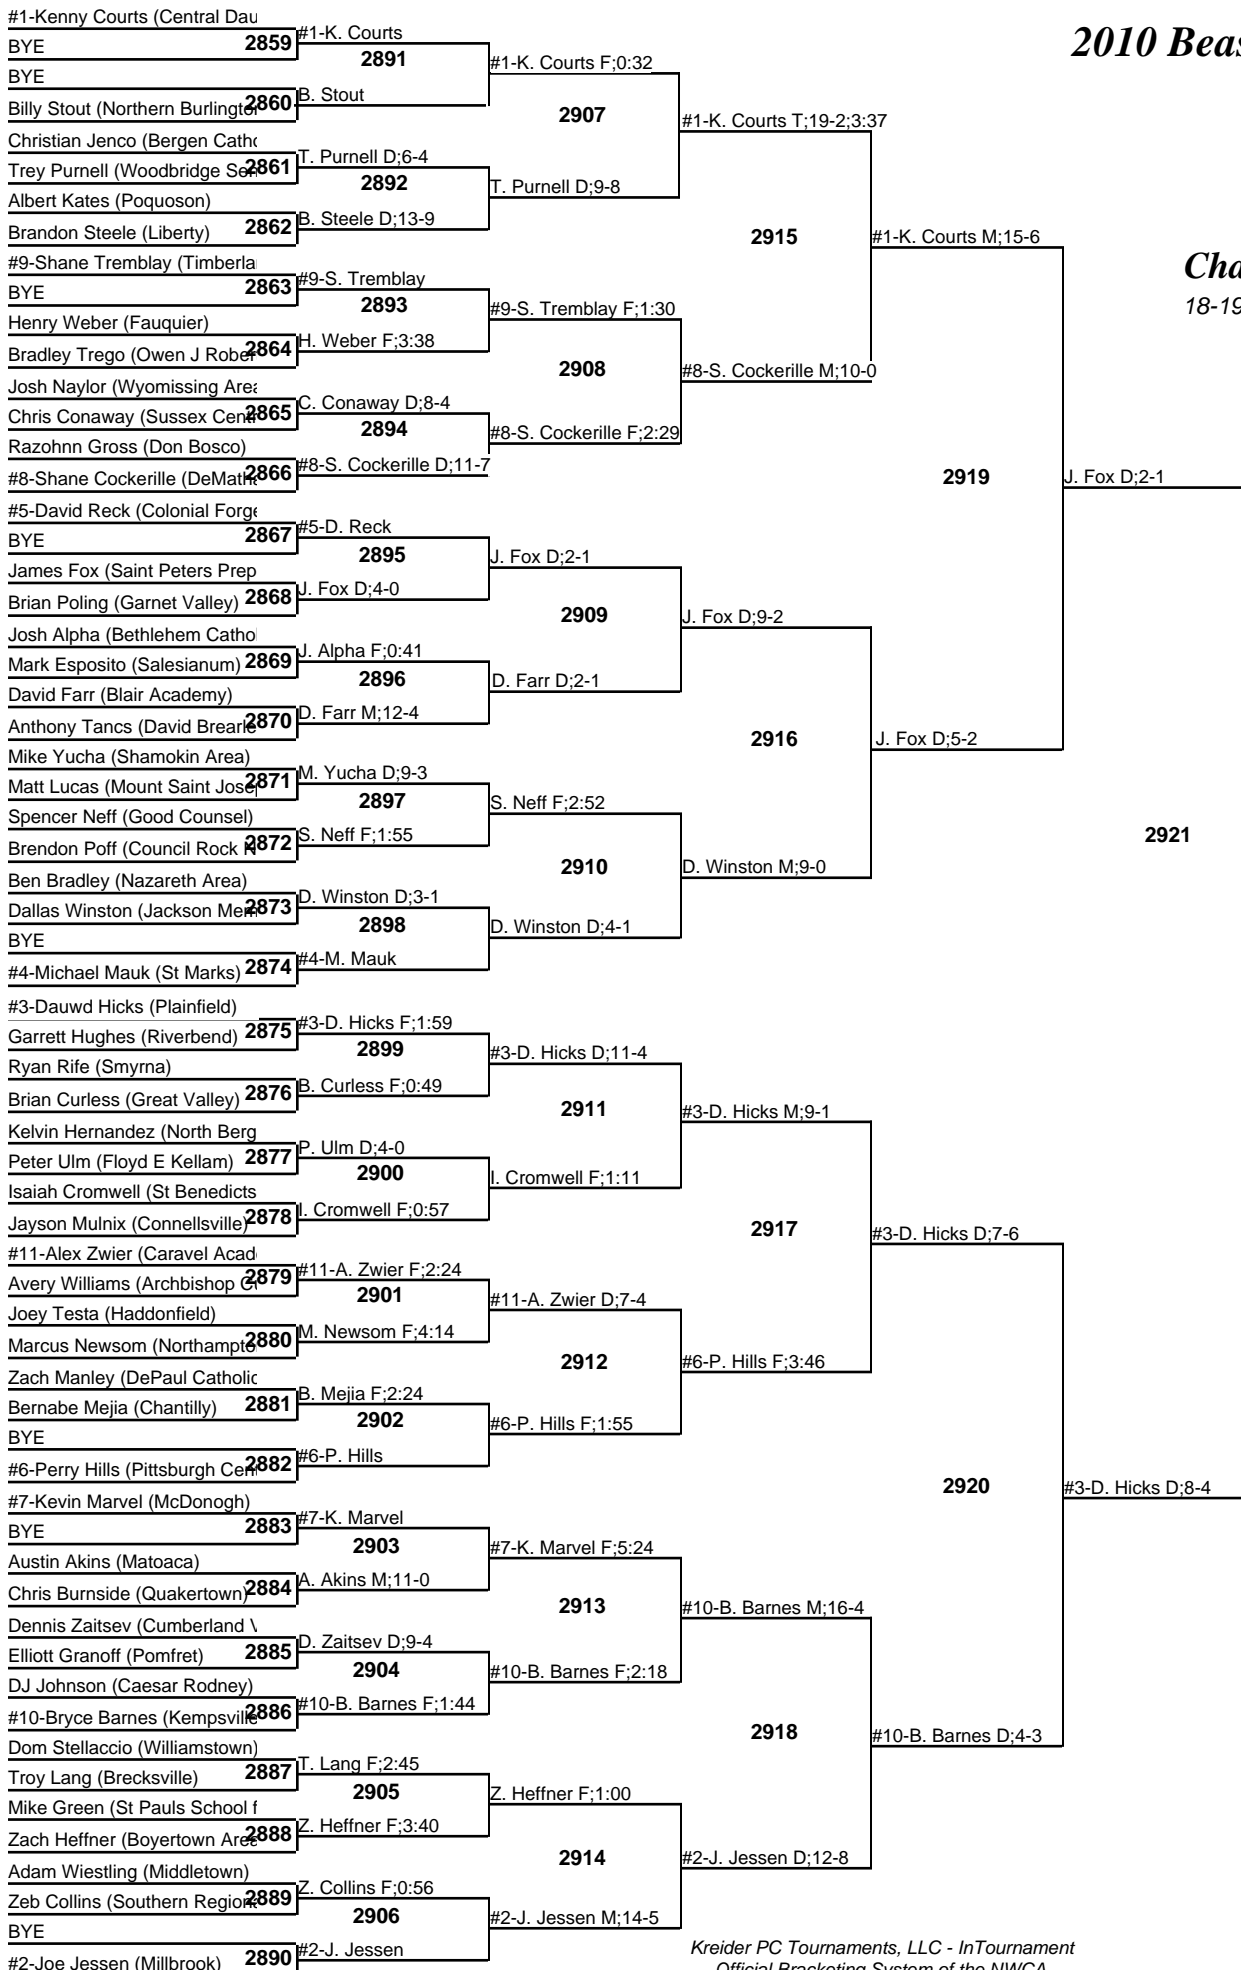 2010 Beas
Cha
18-19
#1-Kenny Courts (Central Dau
BYE
2859
BYE
Billy Stout (Northern Burlingto
2860
Christian Jenco (Bergen Catho
Trey Purnell (Woodbridge Sen
2861
Albert Kates (Poquoson)
Brandon Steele (Liberty)
2862
#9-Shane Tremblay (Timberla
BYE
2863
Henry Weber (Fauquier)
Bradley Trego (Owen J Rober
2864
Josh Naylor (Wyomissing Area
Chris Conaway (Sussex Centr
2865
Razohnn Gross (Don Bosco)
#8-Shane Cockerille (DeMatha
2866
#5-David Reck (Colonial Forge
BYE
2867
James Fox (Saint Peters Prep
Brian Poling (Garnet Valley)
2868
Josh Alpha (Bethlehem Cathol
Mark Esposito (Salesianum)
2869
David Farr (Blair Academy)
Anthony Tancs (David Brearle
2870
Mike Yucha (Shamokin Area)
Matt Lucas (Mount Saint Josep
2871
Spencer Neff (Good Counsel)
Brendon Poff (Council Rock N
2872
Ben Bradley (Nazareth Area)
Dallas Winston (Jackson Mem
2873
BYE
#4-Michael Mauk (St Marks)
2874
#3-Dauwd Hicks (Plainfield)
Garrett Hughes (Riverbend)
2875
Ryan Rife (Smyrna)
Brian Curless (Great Valley)
2876
Kelvin Hernandez (North Berg
Peter Ulm (Floyd E Kellam)
2877
Isaiah Cromwell (St Benedicts
Jayson Mulnix (Connellsville)
2878
#11-Alex Zwier (Caravel Acad
Avery Williams (Archbishop C
2879
Joey Testa (Haddonfield)
Marcus Newsom (Northampto
2880
Zach Manley (DePaul Catholic
Bernabe Mejia (Chantilly)
2881
BYE
#6-Perry Hills (Pittsburgh Cen
2882
#7-Kevin Marvel (McDonogh)
BYE
2883
Austin Akins (Matoaca)
Chris Burnside (Quakertown)
2884
Dennis Zaitsev (Cumberland V
Elliott Granoff (Pomfret)
2885
DJ Johnson (Caesar Rodney)
#10-Bryce Barnes (Kempsville
2886
Dom Stellaccio (Williamstown)
Troy Lang (Brecksville)
2887
Mike Green (St Pauls School f
Zach Heffner (Boyertown Area
2888
Adam Wiestling (Middletown)
Zeb Collins (Southern Regiona
2889
BYE
#2-Joe Jessen (Millbrook)
2890
#1-K. Courts
2891
B. Stout
T. Purnell D;6-4
2892
B. Steele D;13-9
#9-S. Tremblay
2893
H. Weber F;3:38
C. Conaway D;8-4
2894
#8-S. Cockerille D;11-7
#5-D. Reck
2895
J. Fox D;4-0
J. Alpha F;0:41
2896
D. Farr M;12-4
M. Yucha D;9-3
2897
S. Neff F;1:55
D. Winston D;3-1
2898
#4-M. Mauk
#3-D. Hicks F;1:59
2899
B. Curless F;0:49
P. Ulm D;4-0
2900
I. Cromwell F;0:57
#11-A. Zwier F;2:24
2901
M. Newsom F;4:14
B. Mejia F;2:24
2902
#6-P. Hills
#7-K. Marvel
2903
A. Akins M;11-0
D. Zaitsev D;9-4
2904
#10-B. Barnes F;1:44
T. Lang F;2:45
2905
Z. Heffner F;3:40
Z. Collins F;0:56
2906
#2-J. Jessen
#1-K. Courts F;0:32
2907
T. Purnell D;9-8
#9-S. Tremblay F;1:30
2908
#8-S. Cockerille F;2:29
J. Fox D;2-1
2909
D. Farr D;2-1
S. Neff F;2:52
2910
D. Winston D;4-1
#3-D. Hicks D;11-4
2911
I. Cromwell F;1:11
#11-A. Zwier D;7-4
2912
#6-P. Hills F;1:55
#7-K. Marvel F;5:24
2913
#10-B. Barnes F;2:18
Z. Heffner F;1:00
2914
#2-J. Jessen M;14-5
#1-K. Courts T;19-2;3:37
2915
#8-S. Cockerille M;10-0
J. Fox D;9-2
2916
D. Winston M;9-0
#3-D. Hicks M;9-1
2917
#6-P. Hills F;3:46
#10-B. Barnes M;16-4
2918
#2-J. Jessen D;12-8
#1-K. Courts M;15-6
2919
J. Fox D;5-2
#3-D. Hicks D;7-6
2920
#10-B. Barnes D;4-3
J. Fox D;2-1
2921
#3-D. Hicks D;8-4
Kreider PC Tournaments, LLC - InTournament
Official Bracketing System of the NWCA